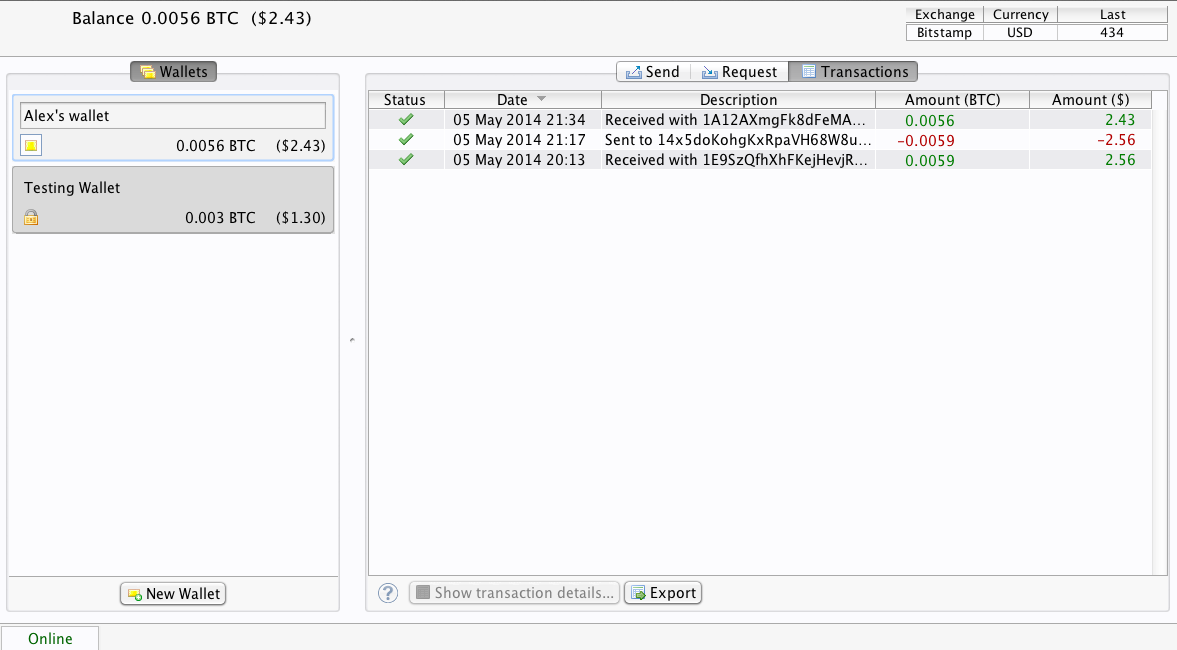 Balance 0.0056 BTC ($2.43)
Exchange Currency Last
Bitstamp USD 434
Wallets
Send Request Transactions
Alex's wallet
0.0056 BTC ($2.43)
Testing Wallet
0.003 BTC ($1.30)
New Wallet
Status Date Description Amount (BTC) Amount ($)
05 May 2014 21:34 Received with 1A12AXmgFk8dFeMA... 0.0056 2.43
05 May 2014 21:17 Sent to 14x5doKohgKxRpaVH68W8u... -0.0059 -2.56
05 May 2014 20:13 Received with 1E9SzQfhXhFKejHevjR... 0.0059 2.56
? Show transaction details... Export
Online